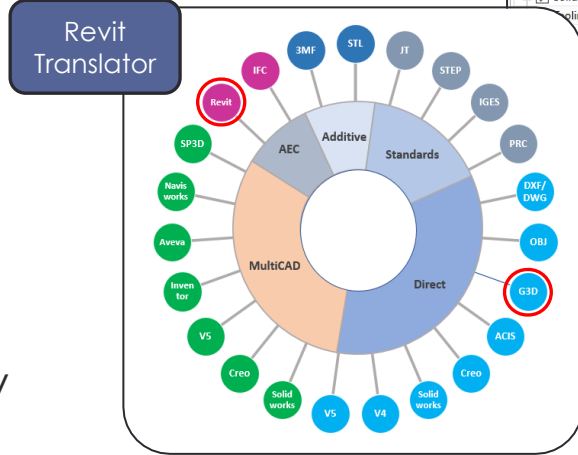 Revit
Translator
3MF
STL
JT
STEP
IGES
PRC
DXF/
DWG
OBJ
G3D
ACIS
Creo
Solid
works
V4
V5
Solid
works
Creo
V5
Inven
tor
Aveva
Navis
works
SP3D
Revit
IFC
AEC
Additive
Standards
MultiCAD
Direct